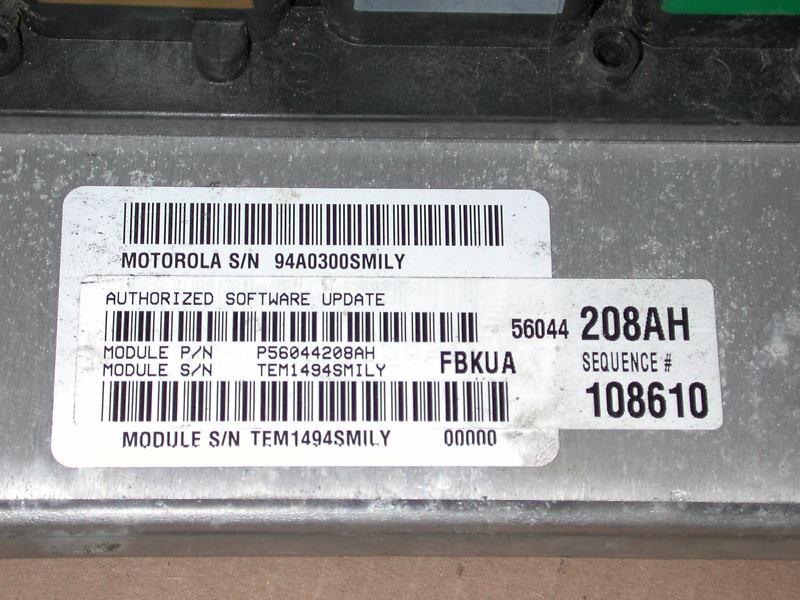 MOTOROLA S/N 94A0300SMILY
AUTHORIZED SOFTWARE UPDATE
56044 208AH
MODULE P/N P56044208AH
MODULE S/N TEM1494SMILY
FBKUA
SEQUENCE #
108610
MODULE S/N TEM1494SMILY 00000